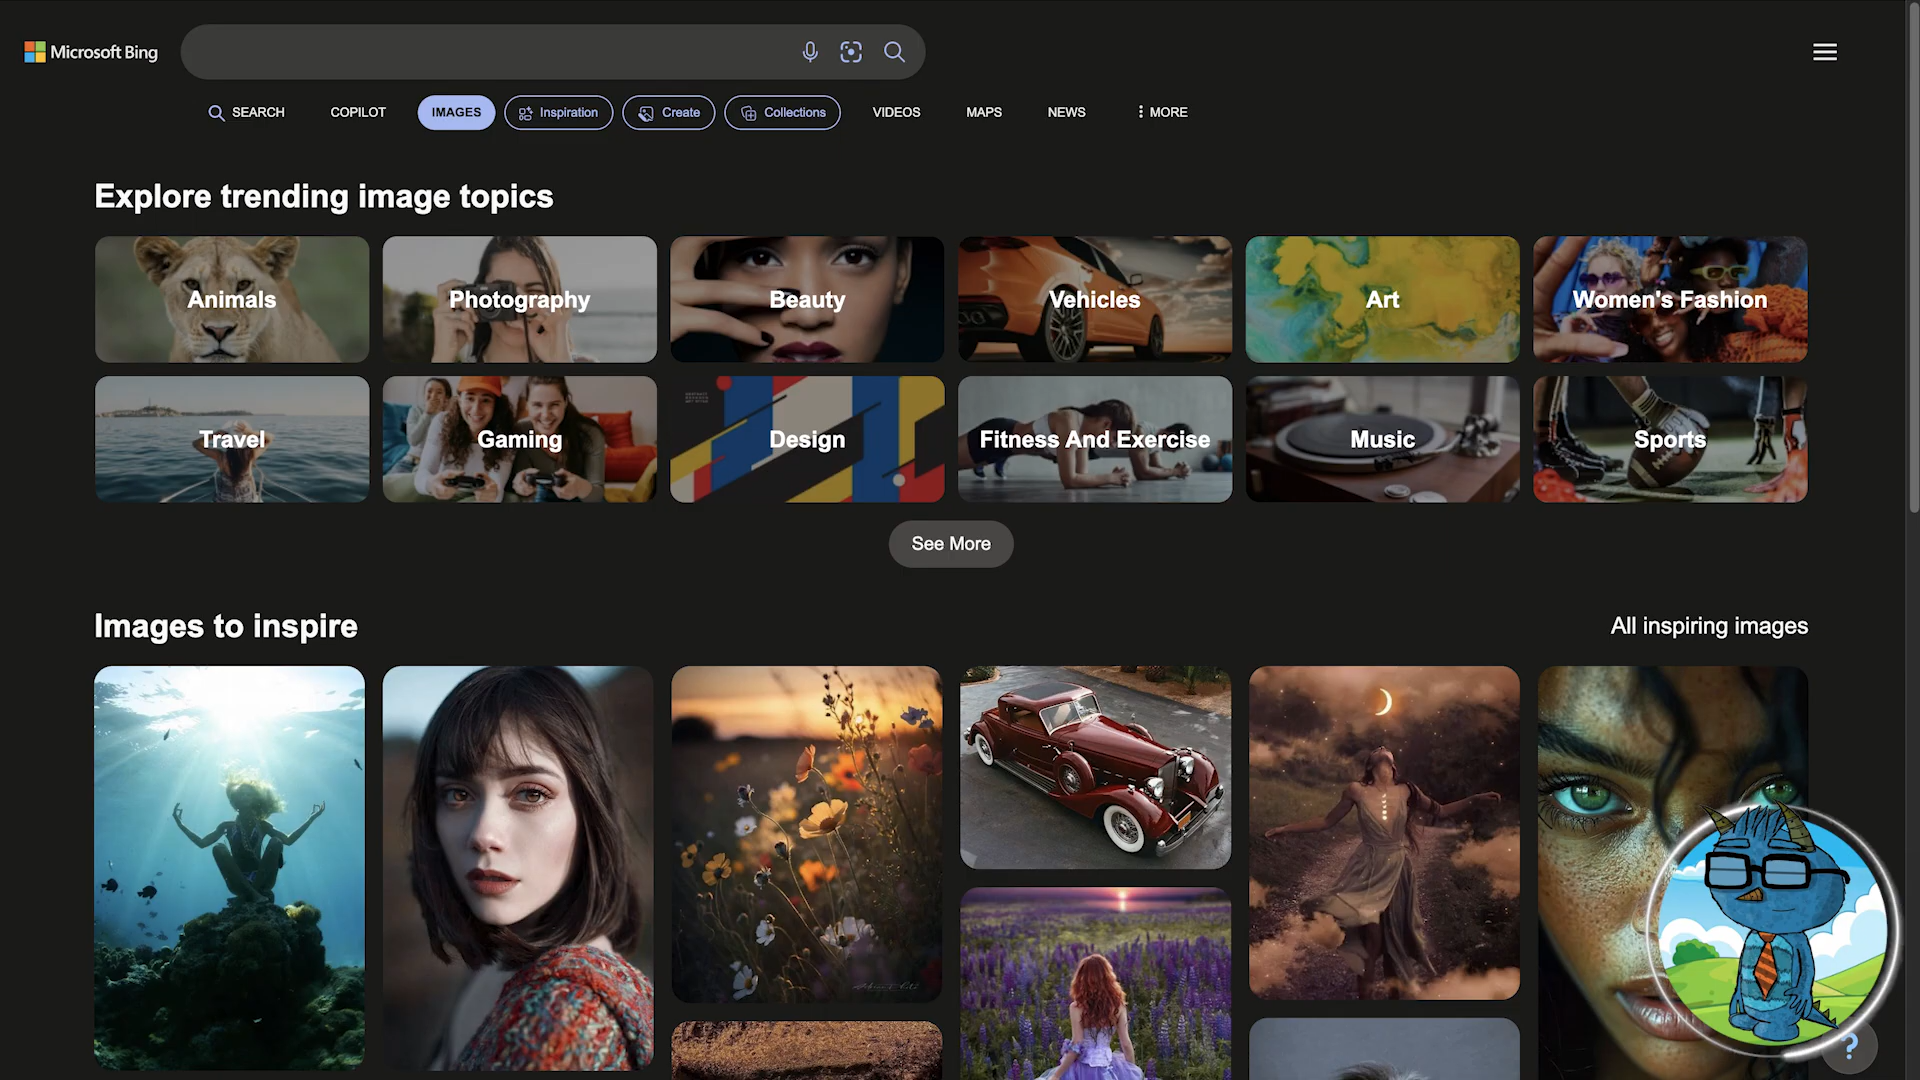 Microsoft Bing
SEARCH
COPILOT
IMAGES
Inspiration
Create
Collections
VIDEOS
MAPS
NEWS
MORE
Explore trending image topics
Animals
Photography
Beauty
Vehicles
Art
Women's Fashion
Travel
Gaming
Design
Fitness And Exercise
Music
Sports
See More
Images to inspire
All inspiring images
?